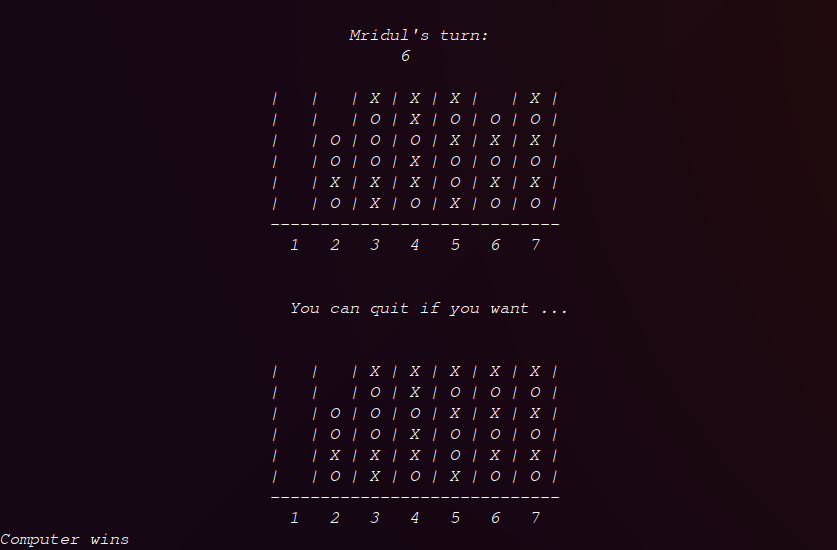 Mridul's turn:
6
|   |   | X | X | X |   | X |
|   |   | O | X | O | O | O |
|   | O | O | O | X | X | X |
|   | O | O | X | O | O | O |
|   | X | X | X | O | X | X |
|   | O | X | O | X | O | O |
-----------------------------
1   2   3   4   5   6   7
You can quit if you want ...
|   |   | X | X | X | X | X |
|   |   | O | X | O | O | O |
|   | O | O | O | X | X | X |
|   | O | O | X | O | O | O |
|   | X | X | X | O | X | X |
|   | O | X | O | X | O | O |
-----------------------------
1   2   3   4   5   6   7
Computer wins